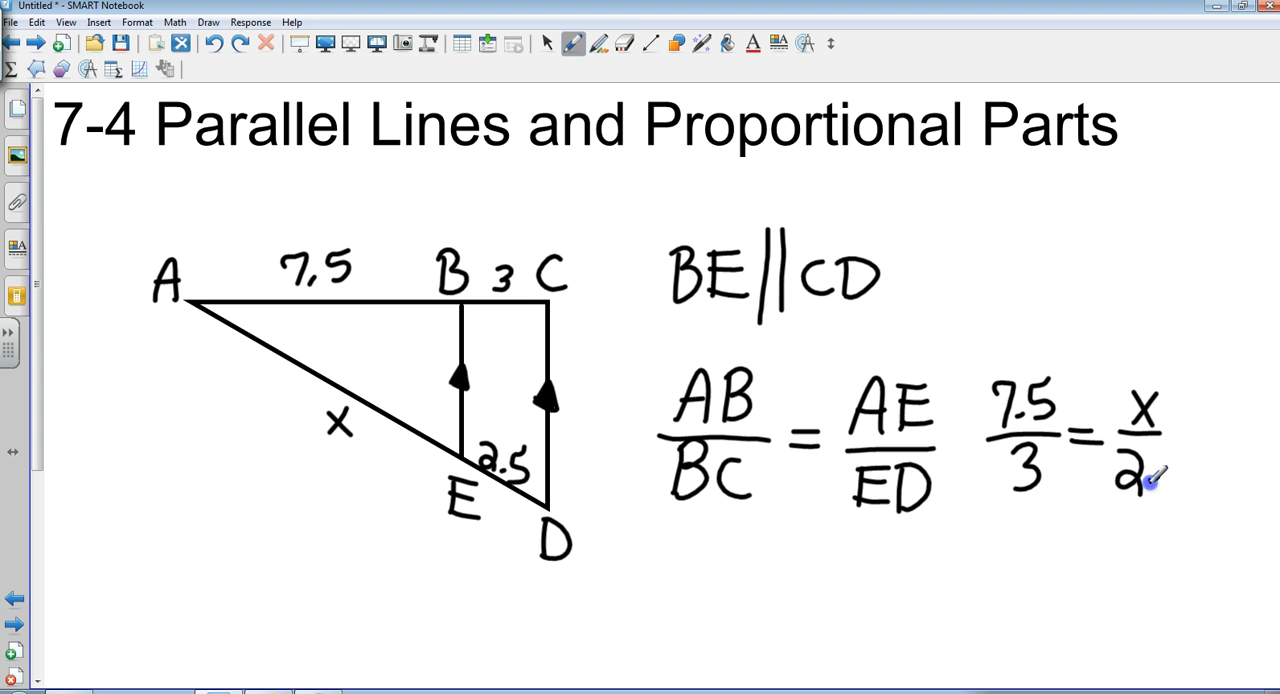 Untitled * - SMART Notebook
File Edit View Insert Format Math Draw Response Help
7-4 Parallel Lines and Proportional Parts
A 7.5 B 3 C
BE||CD
x
2.5
E
D
AB/BC = AE/ED 7.5/3 = x/2